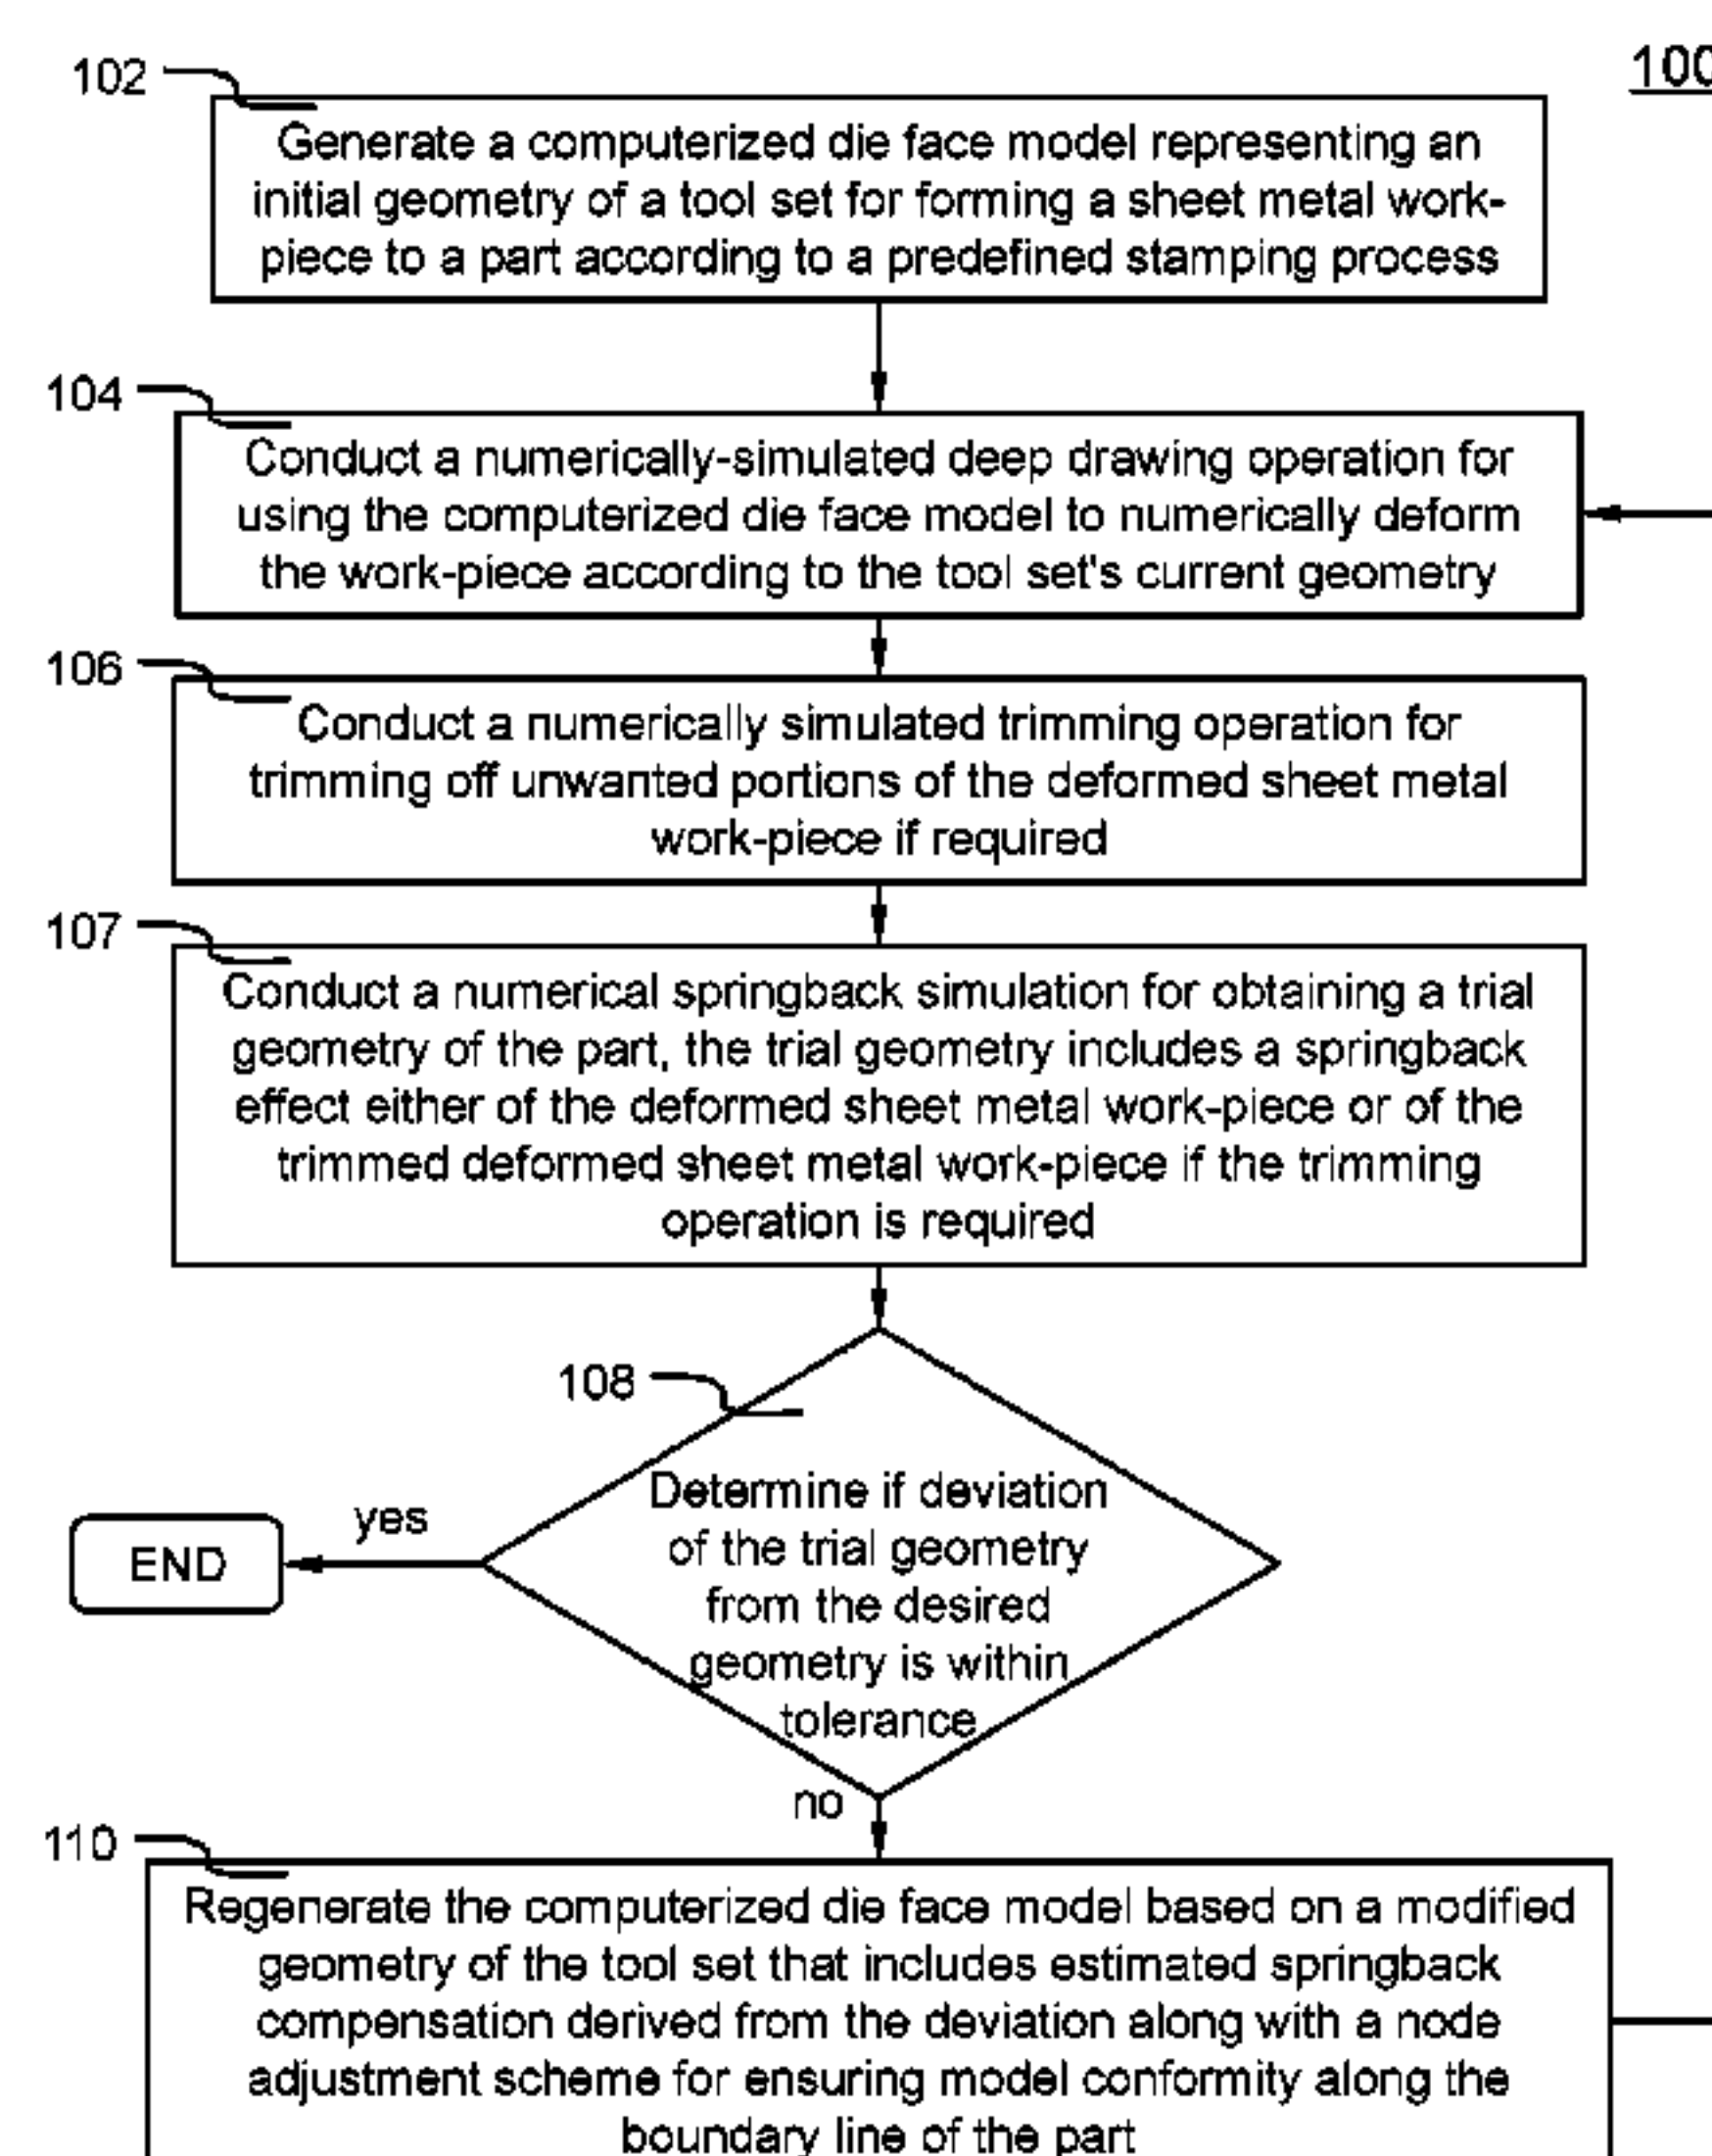 102
100
Generate a computerized die face model representing an
initial geometry of a tool set for forming a sheet metal work-
piece to a part according to a predefined stamping process
104
Conduct a numerically-simulated deep drawing operation for
using the computerized die face model to numerically deform
the work-piece according to the tool set's current geometry
106
Conduct a numerically simulated trimming operation for
trimming off unwanted portions of the deformed sheet metal
work-piece if required
107
Conduct a numerical springback simulation for obtaining a trial
geometry of the part, the trial geometry includes a springback
effect either of the deformed sheet metal work-piece or of the
trimmed deformed sheet metal work-piece if the trimming
operation is required
108
Determine if deviation
of the trial geometry
from the desired
geometry is within
tolerance
yes
END
no
110
Regenerate the computerized die face model based on a modified
geometry of the tool set that includes estimated springback
compensation derived from the deviation along with a node
adjustment scheme for ensuring model conformity along the
boundary line of the part